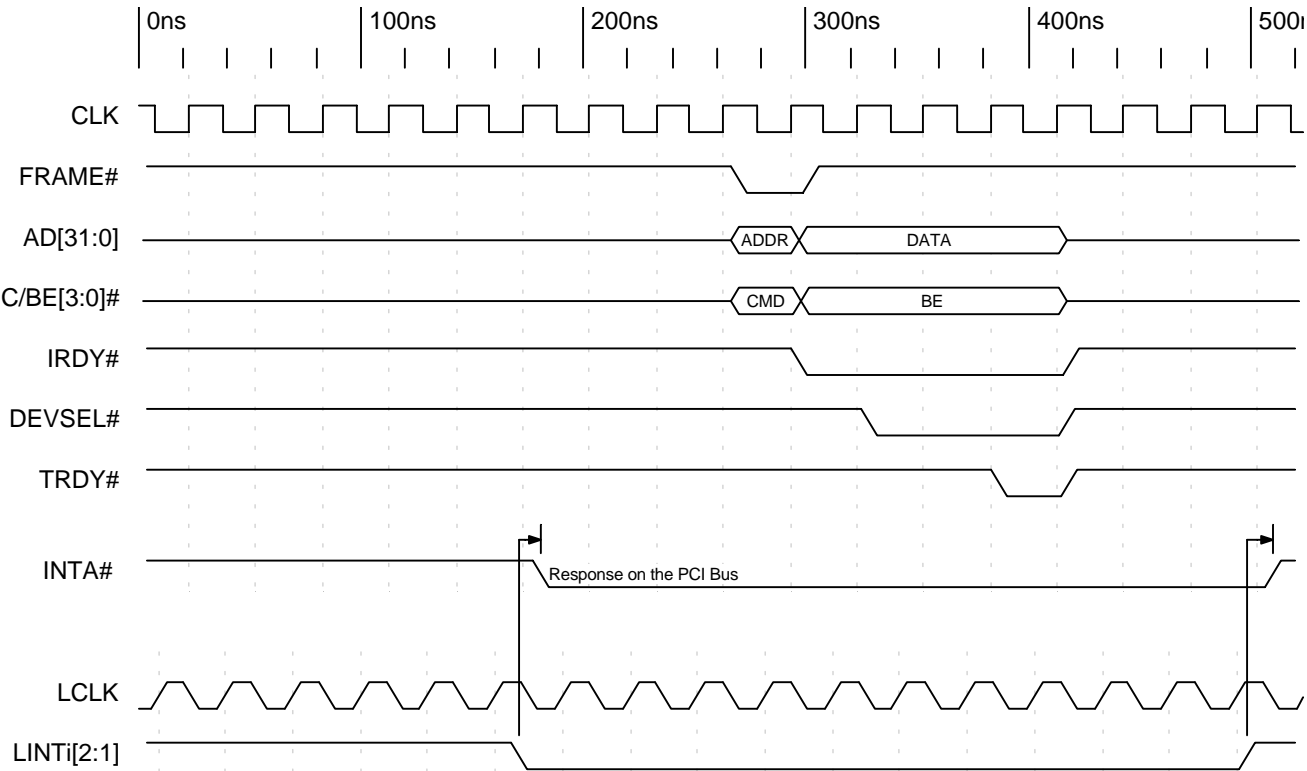 0ns 100ns 200ns 300ns 400ns 500n
CLK
FRAME#
AD[31:0] ADDR DATA
C/BE[3:0]# CMD BE
IRDY#
DEVSEL#
TRDY#
INTA# Response on the PCI Bus
LCLK
LINTi[2:1]